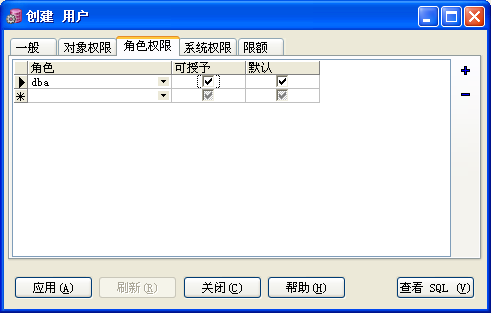 创建 用户
一般 对象权限 角色权限 系统权限 限额
角色 可授予 默认
dba
应用(A) 刷新(R) 关闭(C) 帮助(H) 查看 SQL (V)